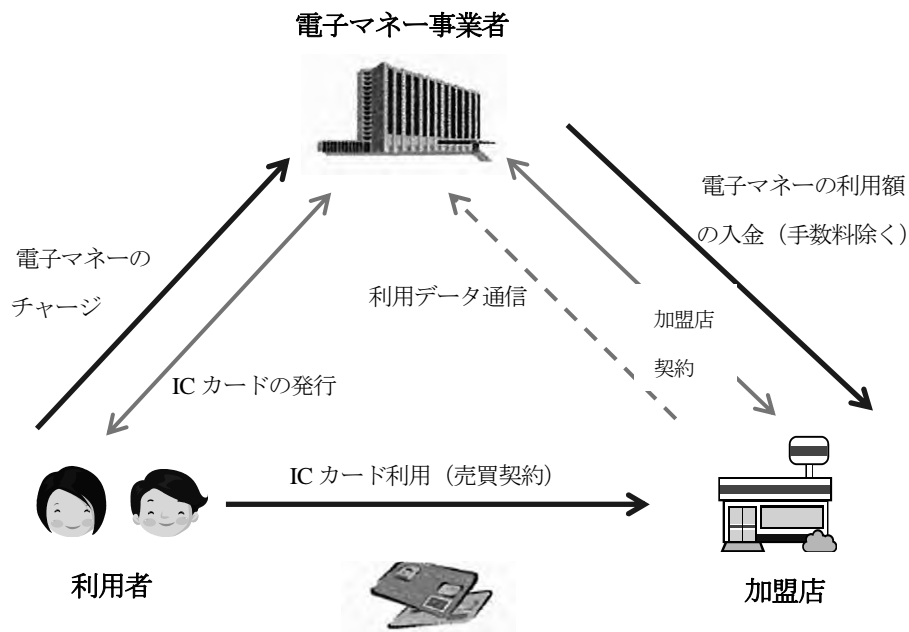 電子マネー事業者
電子マネーの利用額
の入金（手数料除く）
電子マネーの
チャージ
利用データ通信
加盟店
契約
IC カードの発行
IC カード利用（売買契約）
利用者
加盟店